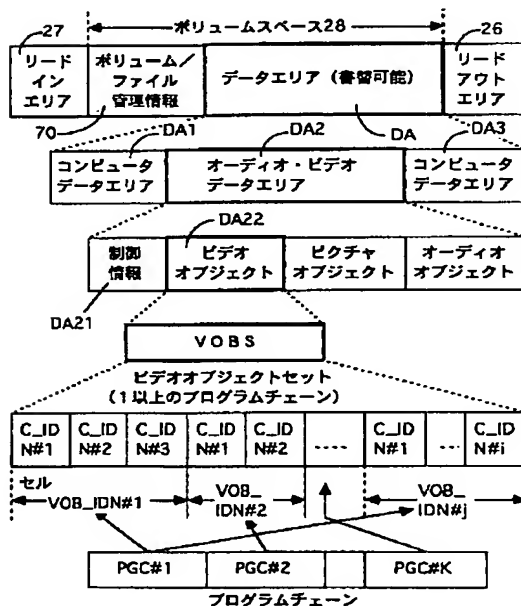 ボリュームスペース28
27
26
リード
イン
エリア
ボリューム／
ファイル
管理情報
データエリア（書替可能）
リード
アウト
エリア
70
DA1
DA2
DA
DA3
コンピュータ
データエリア
オーディオ・ビデオ
データエリア
コンピュータ
データエリア
DA22
制御
情報
ビデオ
オブジェクト
ピクチャ
オブジェクト
オーディオ
オブジェクト
DA21
VOBS
ビデオオブジェクトセット
（1以上のプログラムチェーン）
C_ID
N#1
C_ID
N#2
C_ID
N#3
C_ID
N#1
C_ID
N#2
-----
C_ID
N#1
---
C_ID
N#i
セル
VOB_IDN#1
VOB_
IDN#2
VOB_
IDN#j
PGC#1
PGC#2
PGC#K
プログラムチェーン